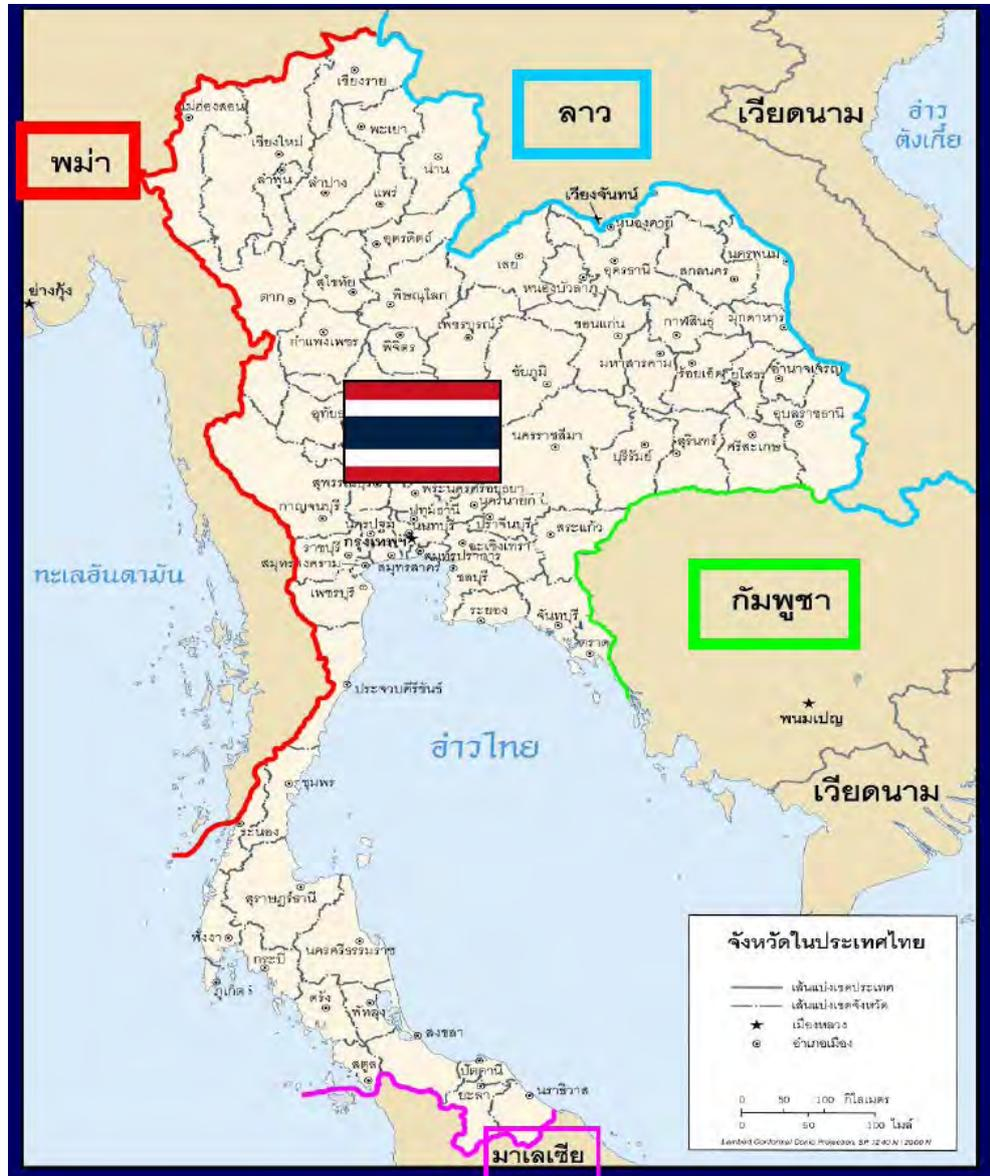 เชียงราย
แม่ฮ่องสอน
พะเยา
เชียงใหม่
น่าน
ลำพูน
ลำปาง
แพร่
พม่า
ลาว
เวียดนาม
อ่าว
ตังเกี๋ย
เวียงจันทน์
หนองคาย
อุตรดิตถ์
เลย
อุดรธานี
นครพนม
สกลนคร
หนองบัวลำภู
ย่างกุ้ง
ตาก
สุโขทัย
พิษณุโลก
เพชรบูรณ์
ขอนแก่น
กาฬสินธุ์
มุกดาหาร
กำแพงเพชร
พิจิตร
ชัยภูมิ
มหาสารคาม
ร้อยเอ็ด
ยโสธร
อำนาจเจริญ
อุบลราชธานี
นครราชสีมา
บุรีรัมย์
สุรินทร์
ศรีสะเกษ
พระนครศรีอยุธยา
กาญจนบุรี
ปทุมธานี
นครปฐม
นนทบุรี
ปราจีนบุรี
สระแก้ว
ราชบุรี
กรุงเทพฯ
ฉะเชิงเทรา
สมุทรปราการ
สมุทรสงคราม
สมุทรสาคร
ชลบุรี
เพชรบุรี
ระยอง
จันทบุรี
ตราด
ทะเลอันดามัน
กัมพูชา
ประจวบคีรีขันธ์
พนมเปญ
อ่าวไทย
เวียดนาม
ชุมพร
ระนอง
สุราษฎร์ธานี
พังงา
นครศรีธรรมราช
กระบี่
ภูเก็ต
ตรัง
พัทลุง
สงขลา
สตูล
ปัตตานี
ยะลา
นราธิวาส
มาเลเซีย
จังหวัดในประเทศไทย
เส้นแบ่งเขตประเทศ
เส้นแบ่งเขตจังหวัด
เมืองหลวง
อำเภอเมือง
0 50 100 กิโลเมตร
0 50 100 ไมล์
Lambert Conformal Conic Projection, SP 12 40 N / 20 00 N